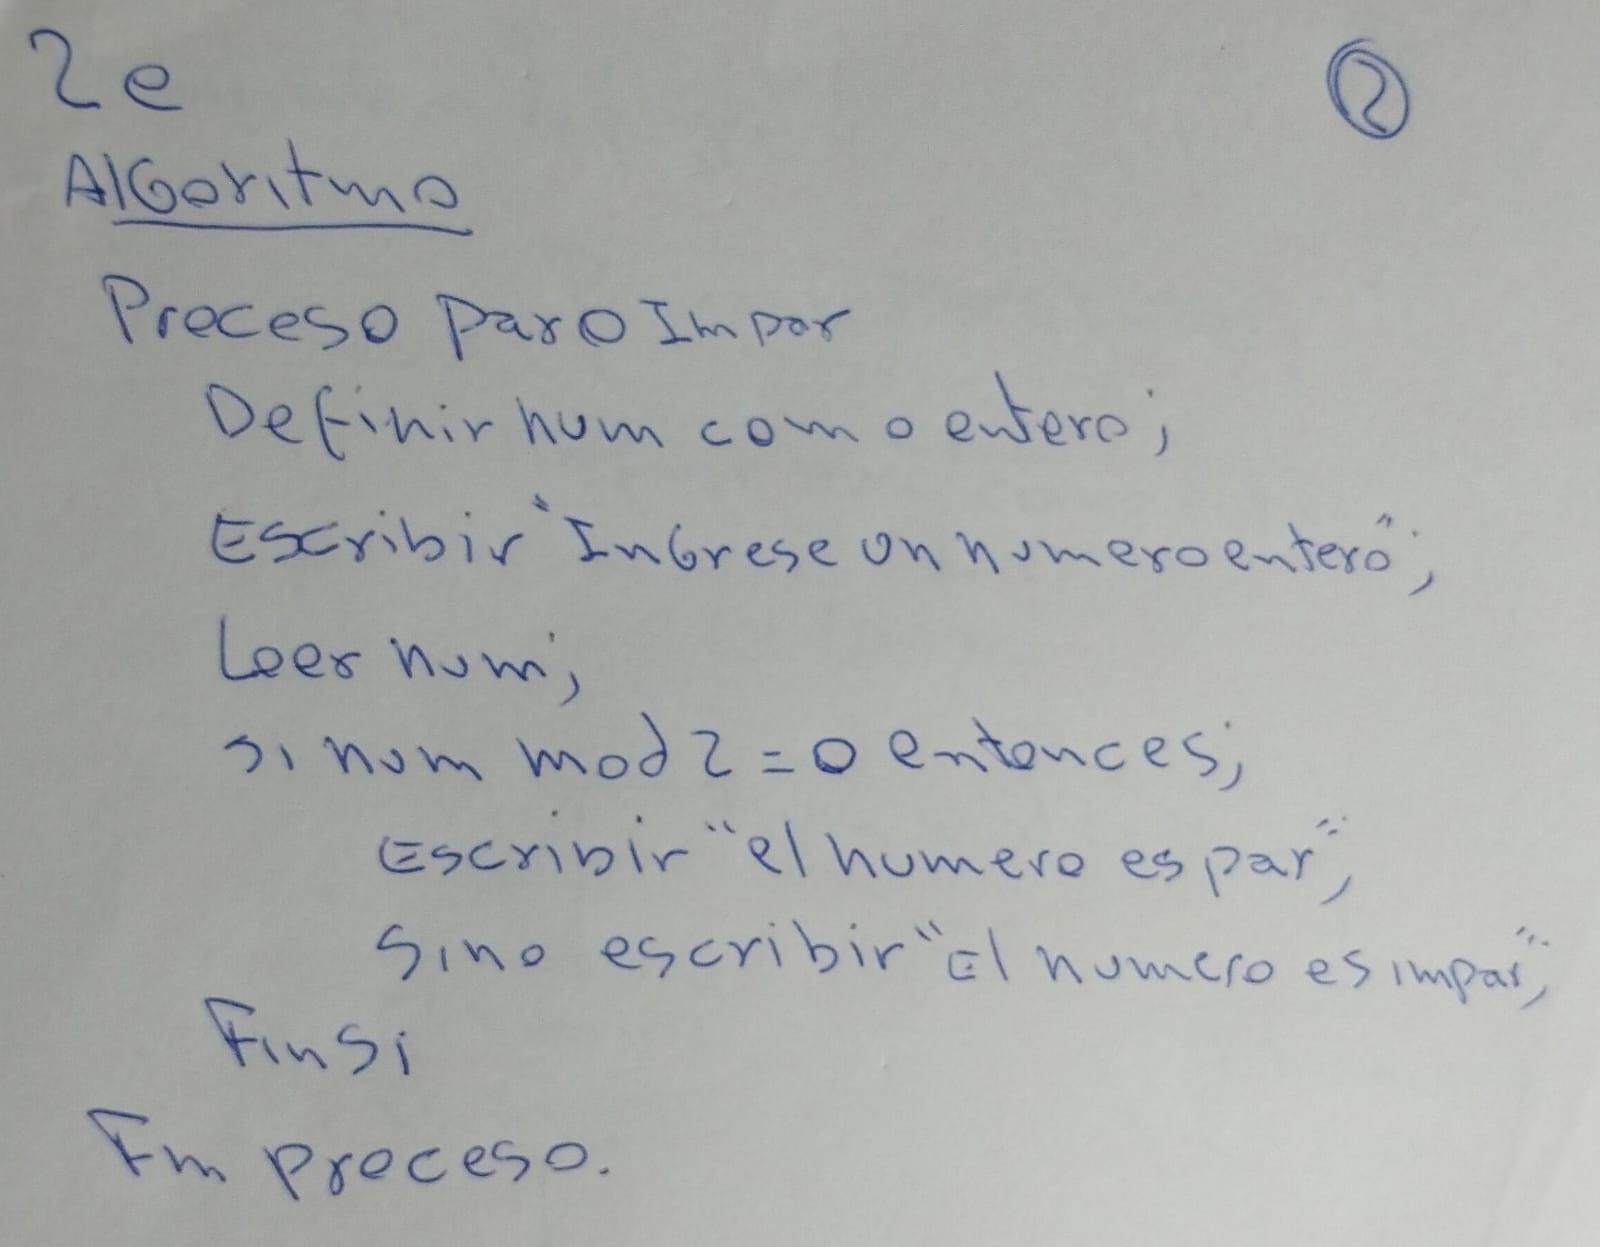 2e
②
Algoritmo
Proceso ParOImpar
Definir num como entero;
Escribir "Ingrese un numero entero";
Leer num;
si num mod 2 = 0 entonces;
Escribir "el numero es par";
Sino escribir "El numero es impar";
FinSi
Fin proceso.